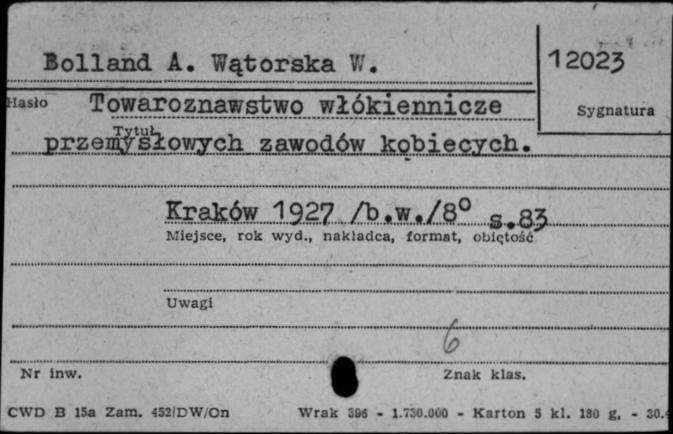 Bolland A. Wątorska W.
12023
Hasło Towaroznawstwo włókiennicze
Sygnatura
Tytuł
przemysłowych zawodów kobiecych.
Kraków 1927 /b.w./8° s.83
Miejsce, rok wyd., nakładca, format, objętość
Uwagi
6
Nr inw.
Znak klas.
CWD B 15a Zam. 452/DW/On Wrak 396 - 1.730.000 - Karton 5 kl. 180 g, - 30.